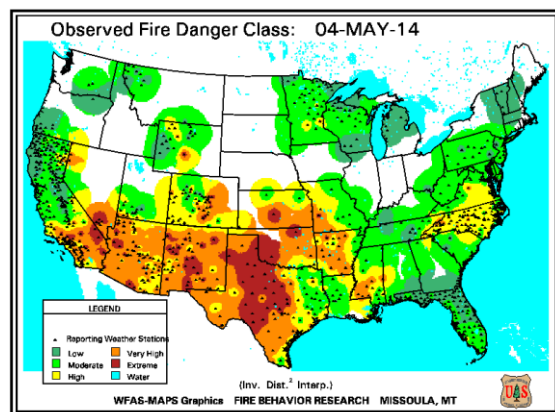 Observed Fire Danger Class: 04-MAY-14
LEGEND
Reporting Weather Stations
Low
Very High
Moderate
Extreme
High
Water
(Inv. Dist.² Interp.)
WFAS-MAPS Graphics FIRE BEHAVIOR RESEARCH MISSOULA, MT
UAS